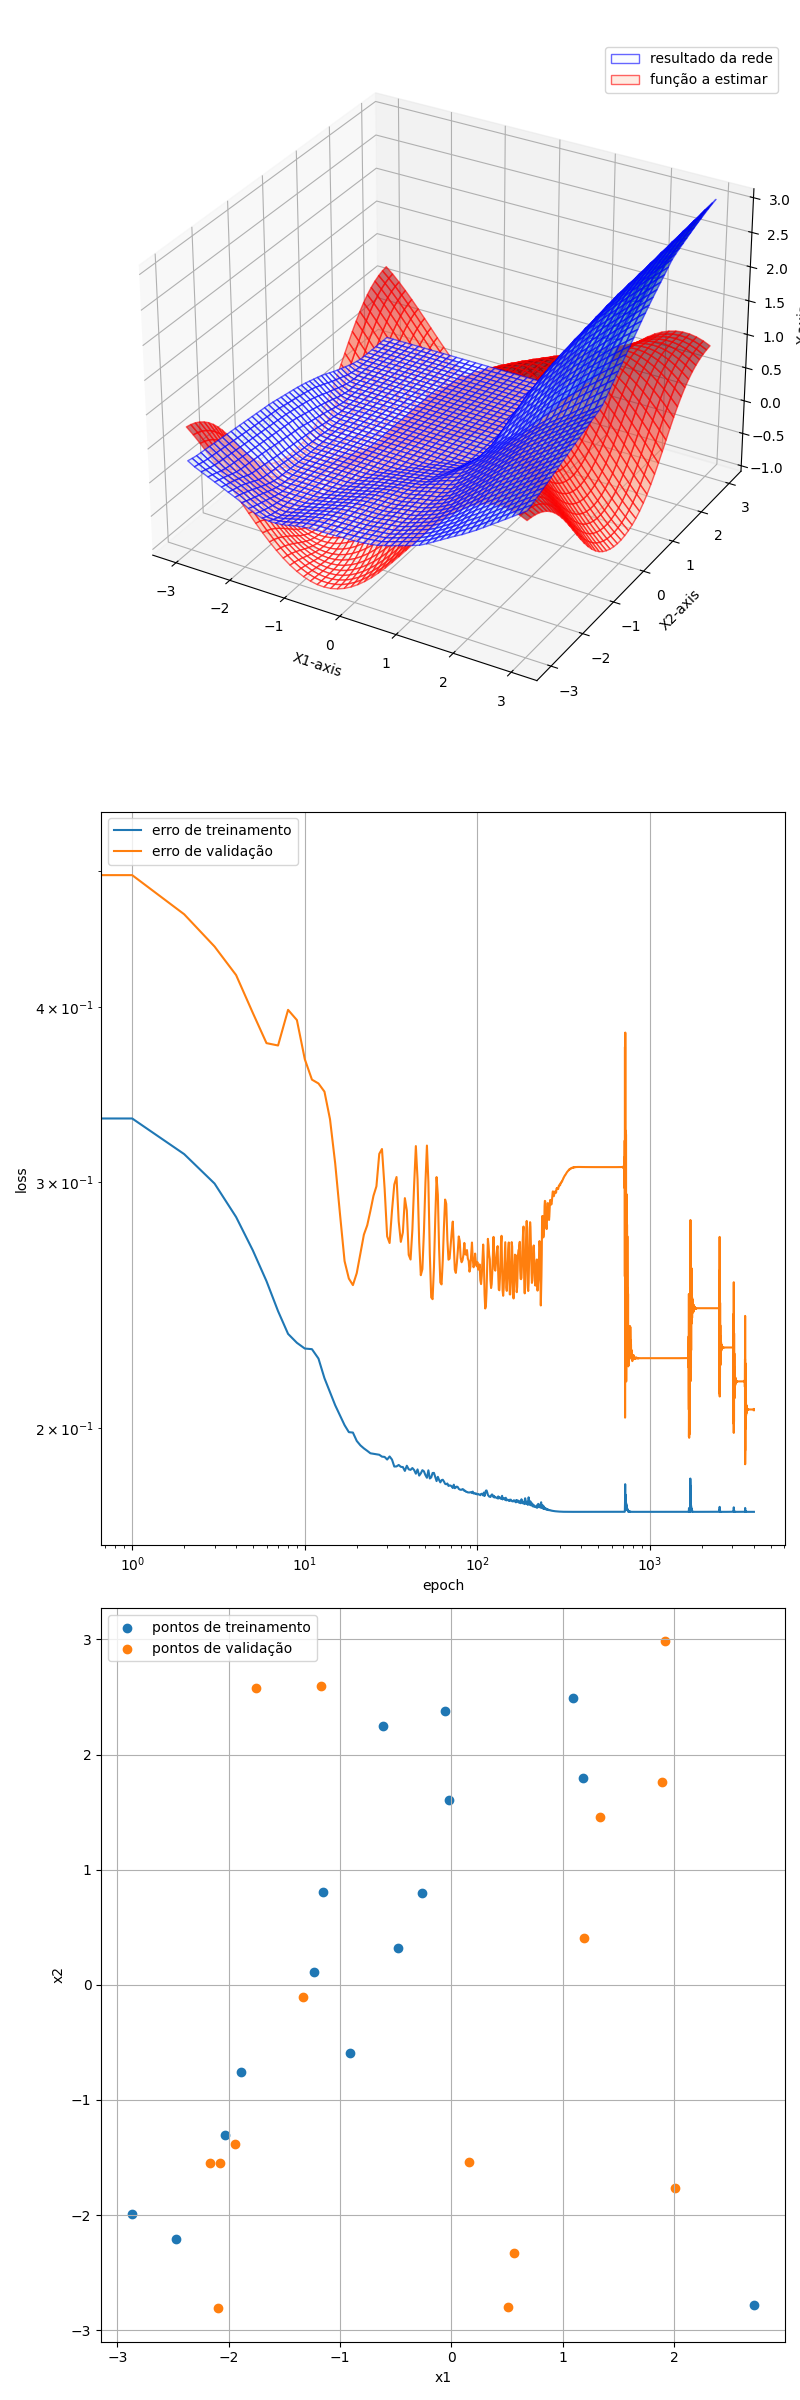 resultado da rede
função a estimar
3.0
2.5
2.0
1.5
1.0
0.5
0.0
−0.5
−1.0
3
2
1
0
−1
−2
−3
X2-axis
−3
−2
−1
0
1
2
3
X1-axis
erro de treinamento
erro de validação
4 × 10⁻¹
3 × 10⁻¹
2 × 10⁻¹
loss
10⁰ 10¹ 10² 10³
epoch
pontos de treinamento
pontos de validação
3
2
1
0
−1
−2
−3
x2
−3 −2 −1 0 1 2
x1